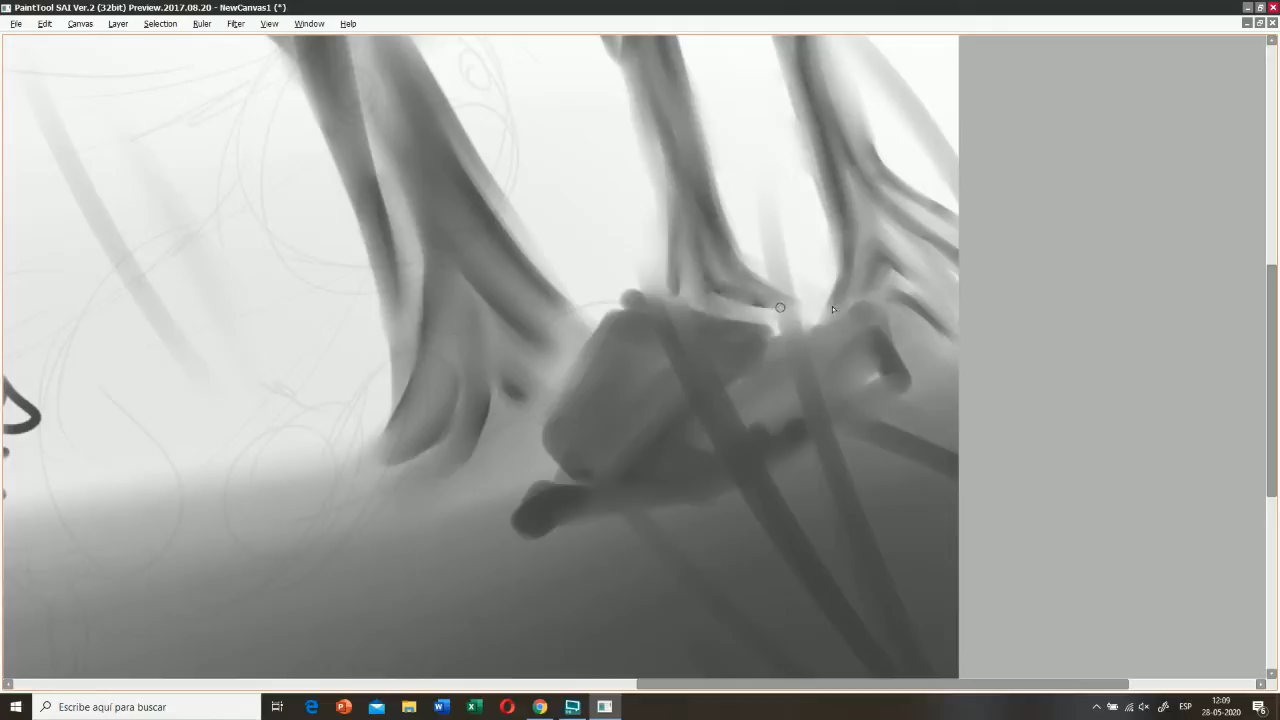 PaintTool SAI Ver.2 (32bit) Preview.2017.08.20 - NewCanvas1 (*)
File Edit Canvas Layer Selection Ruler Filter View Window Help
Escribe aquí para buscar
ESP
12:09
28-05-2020
6